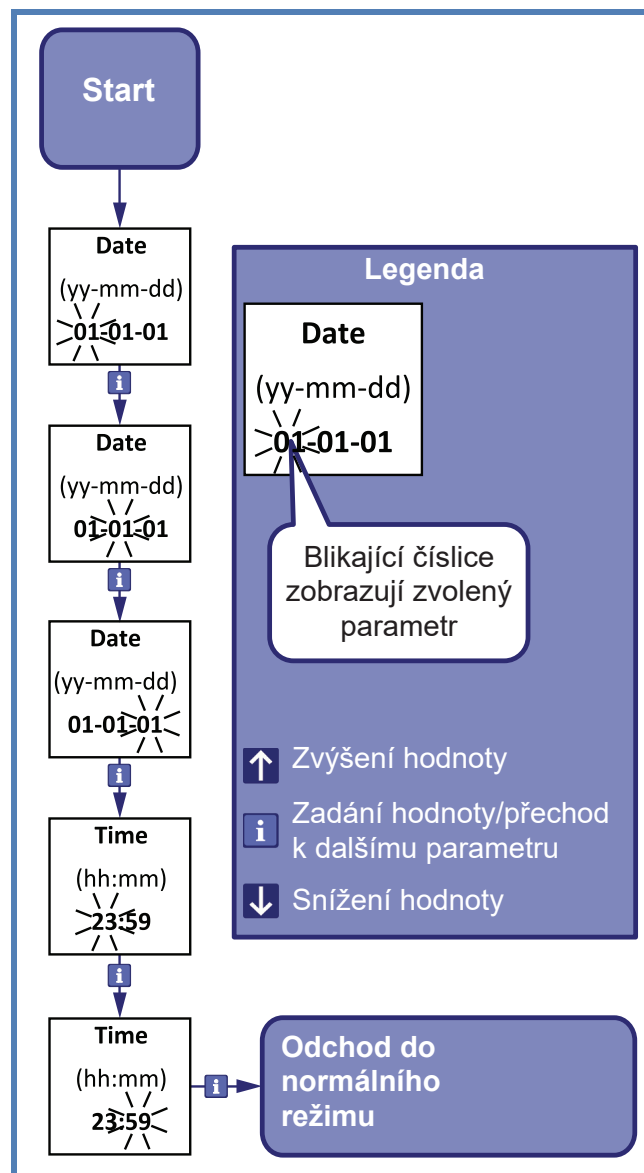 Start
Date
(yy-mm-dd)
01-01-01
i
Date
(yy-mm-dd)
01-01-01
i
Date
(yy-mm-dd)
01-01-01
i
Time
(hh:mm)
23:59
i
Time
(hh:mm)
23:59
i
Odchod do
normálního
režimu
Legenda
Date
(yy-mm-dd)
01-01-01
Blikající číslice
zobrazují zvolený
parametr
↑ Zvýšení hodnoty
i Zadání hodnoty/přechod
k dalšímu parametru
↓ Snížení hodnoty